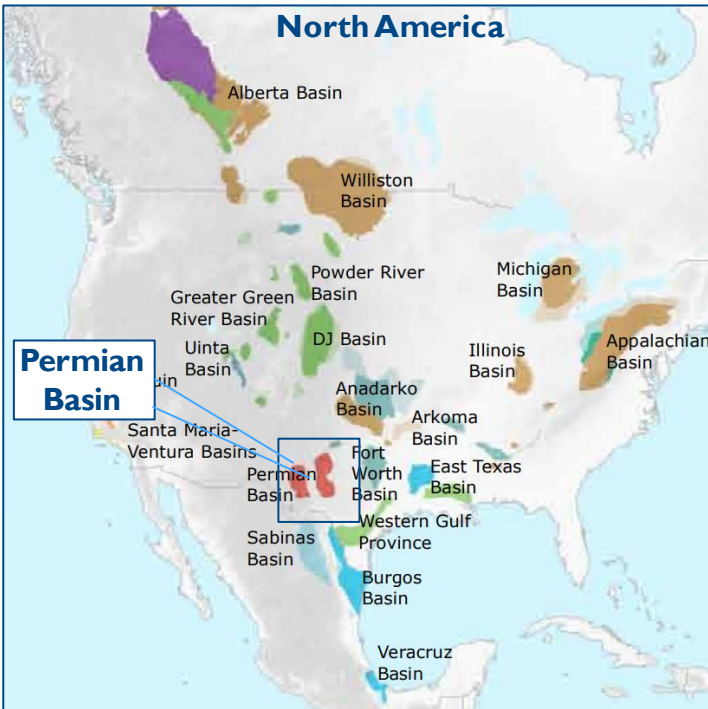 North America
Alberta Basin
Williston
Basin
Powder River
Basin
Michigan
Basin
Greater Green
River Basin
DJ Basin
Appalachian
Basin
Uinta
Basin
Illinois
Basin
Permian
Basin
Anadarko
Basin
Arkoma
Basin
Santa Maria-
Ventura Basins
Permian
Basin
Fort
Worth
Basin
East Texas
Basin
Western Gulf
Province
Sabinas
Basin
Burgos
Basin
Veracruz
Basin